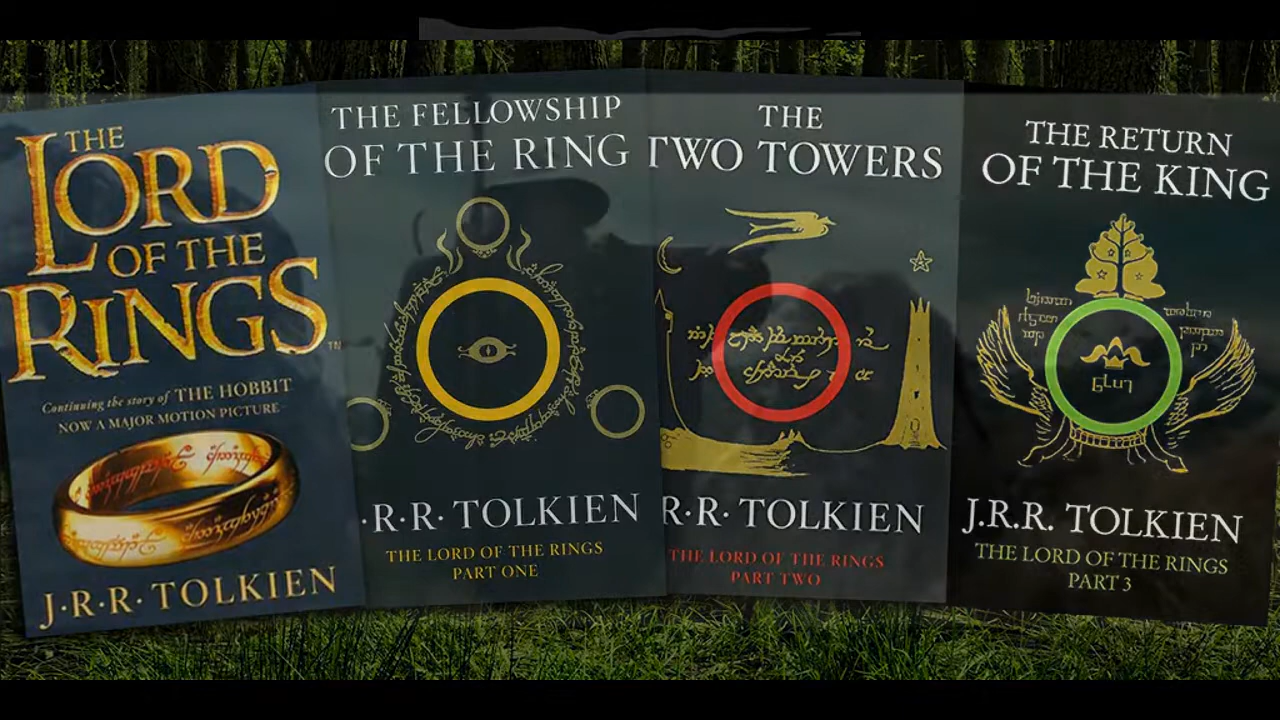 THE
LORD
OF THE
RINGS
TM
Continuing the story of THE HOBBIT
NOW A MAJOR MOTION PICTURE
J·R·R·TOLKIEN
THE FELLOWSHIP
OF THE RING
·R·R·TOLKIEN
THE LORD OF THE RINGS
PART ONE
THE
TWO TOWERS
R·R·TOLKIEN
THE LORD OF THE RINGS
PART TWO
THE RETURN
OF THE KING
J.R.R. TOLKIEN
THE LORD OF THE RINGS
PART 3